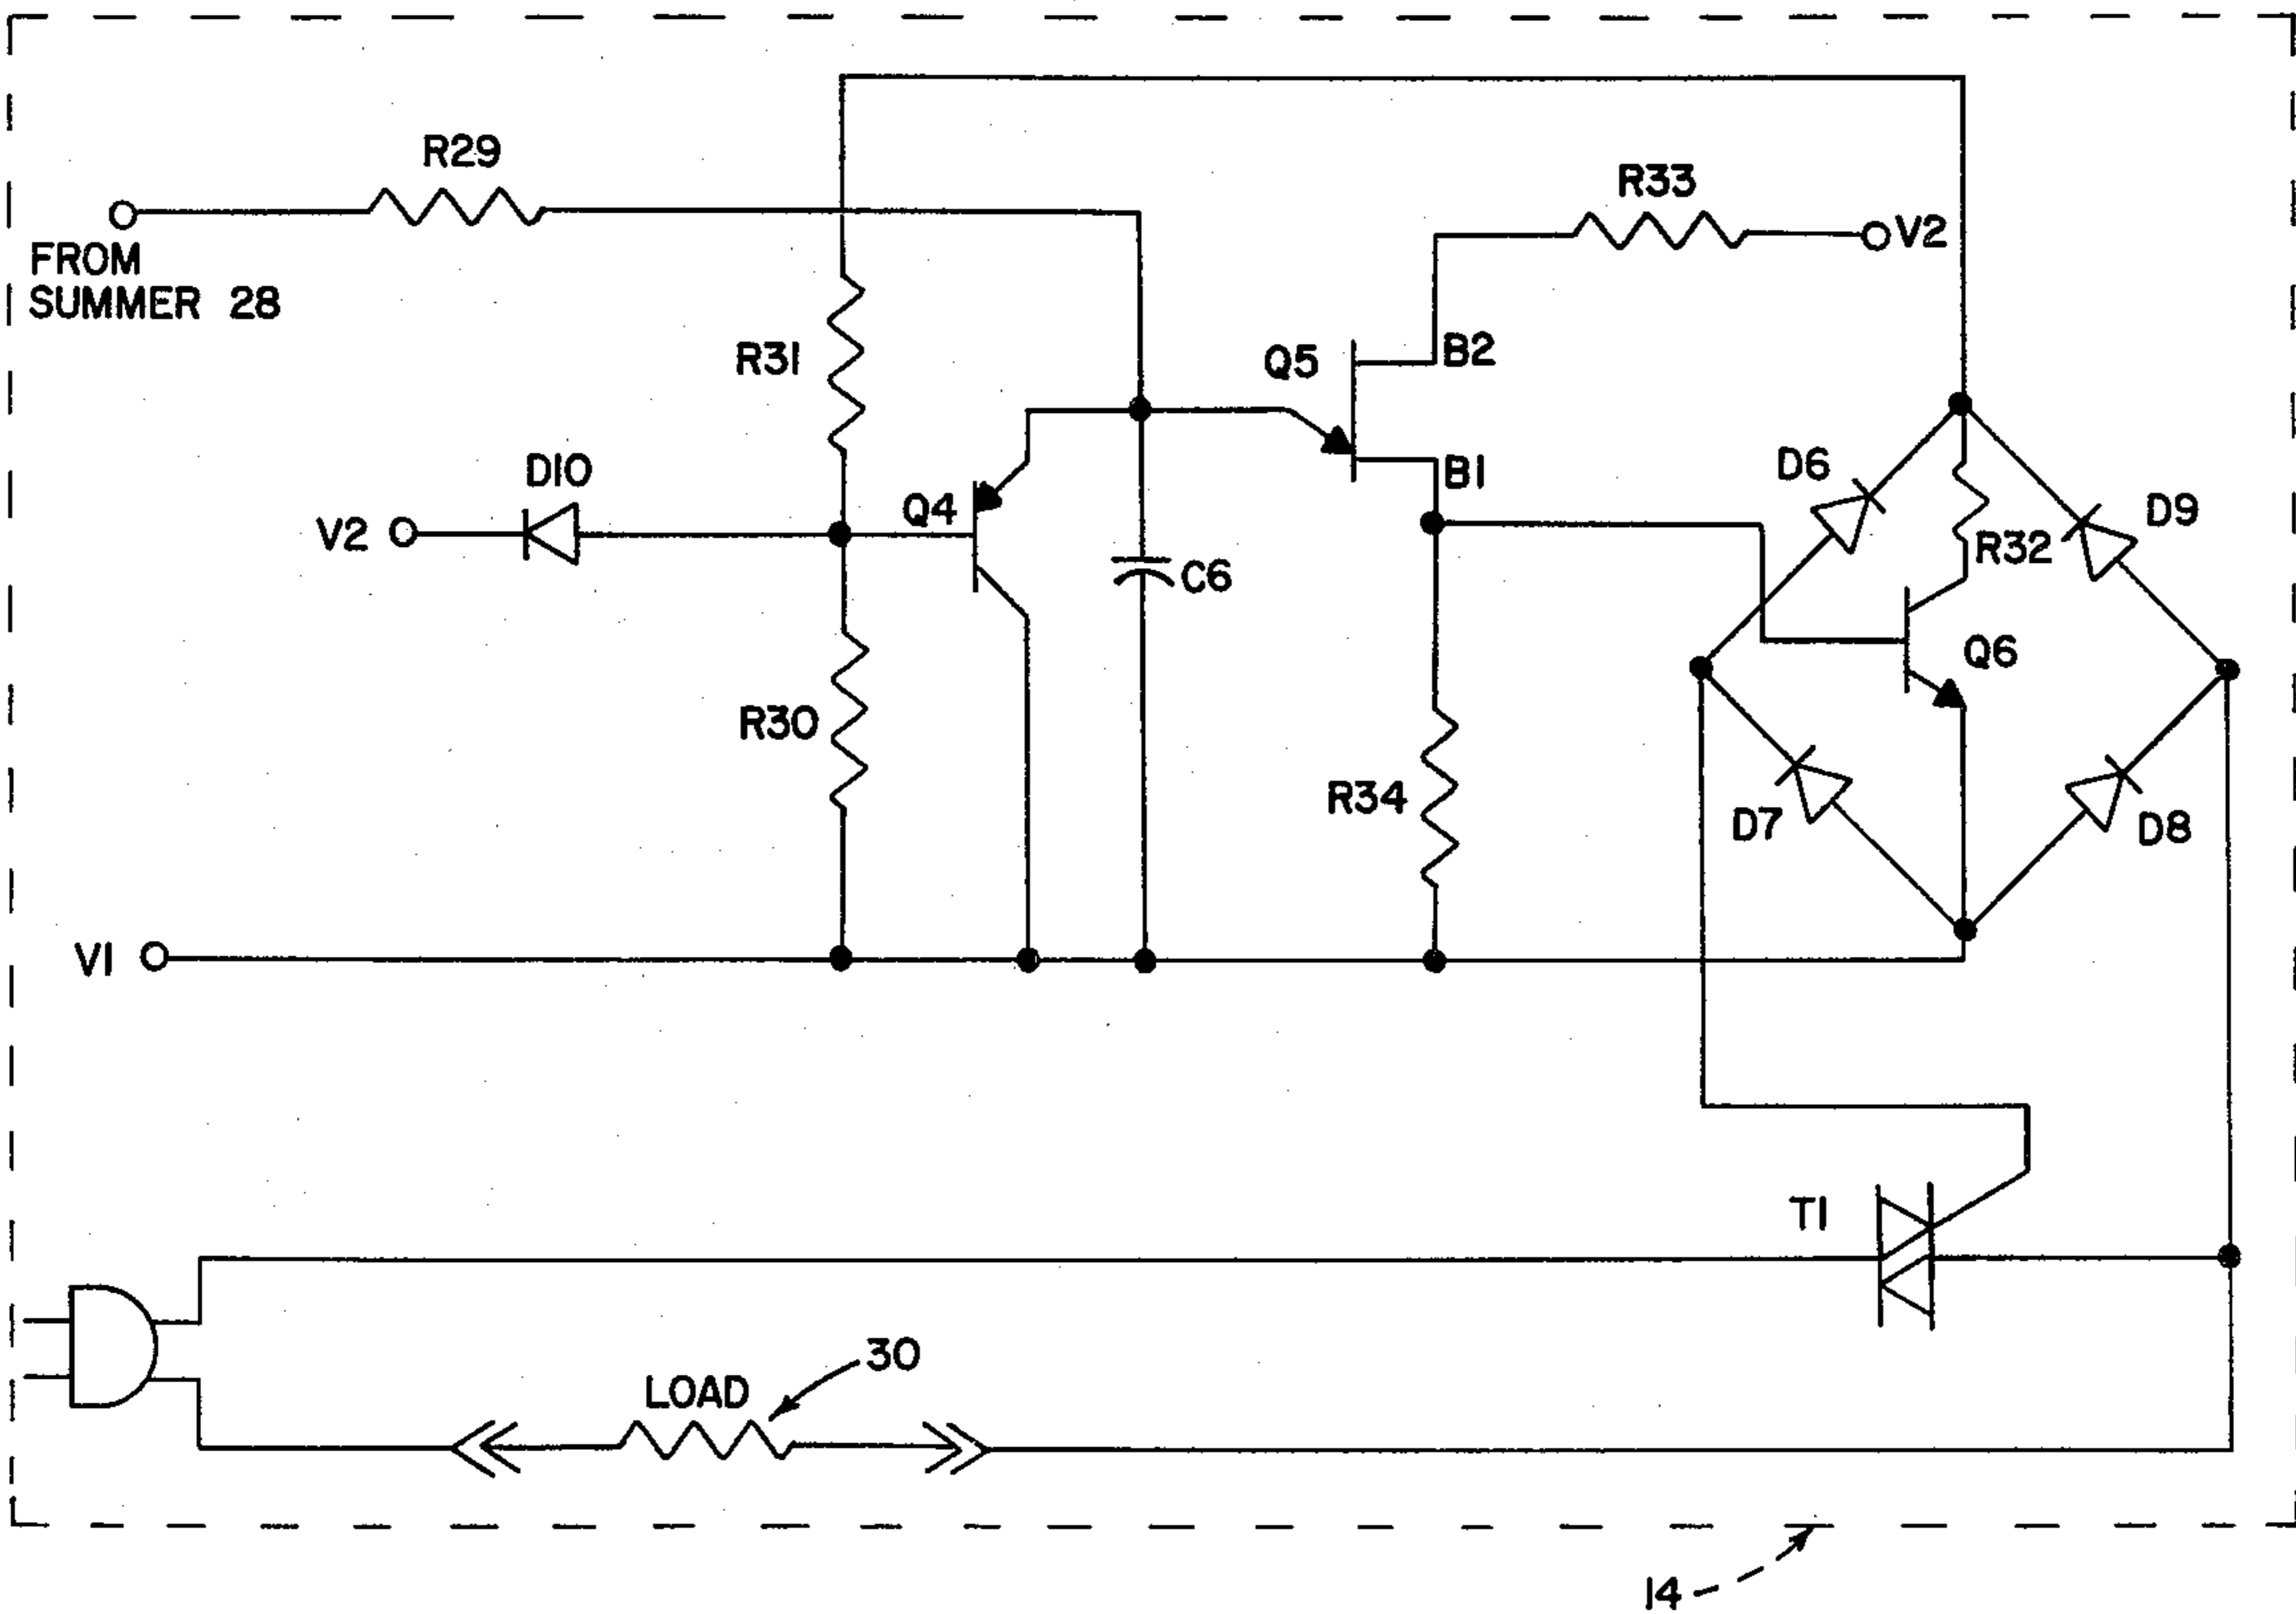 R29
FROM
SUMMER 28
R33
V2
R31
Q5
B2
B1
D10
V2
Q4
C6
D6
D9
R32
Q6
R30
R34
D7
D8
V1
T1
LOAD
30
14